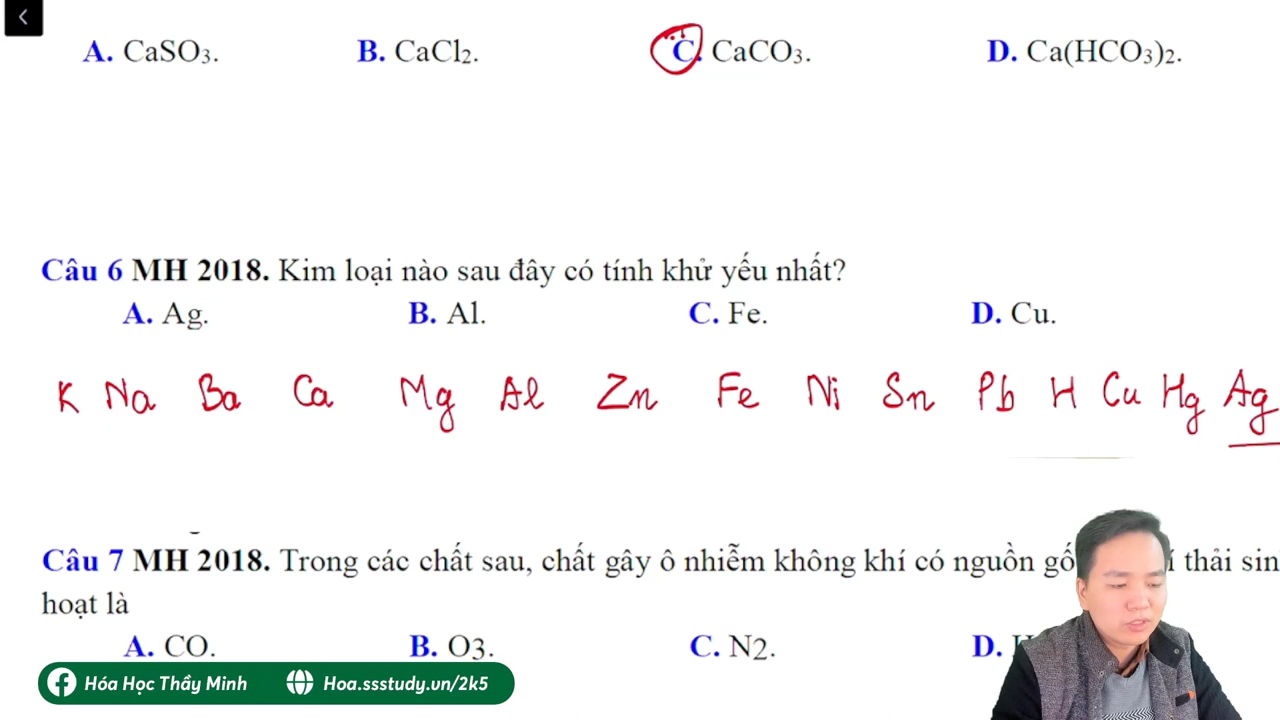 A. CaSO3. B. CaCl2. C. CaCO3. D. Ca(HCO3)2.
Câu 6 MH 2018. Kim loại nào sau đây có tính khử yếu nhất?
A. Ag. B. Al. C. Fe. D. Cu.
K Na Ba Ca Mg Al Zn Fe Ni Sn Pb H Cu Hg Ag
Câu 7 MH 2018. Trong các chất sau, chất gây ô nhiễm không khí có nguồn thải
hoạt là
A. CO. B. O3. C. N2. D.
Hóa Học Thầy Minh Hoa.ssstudy.vn/2k5